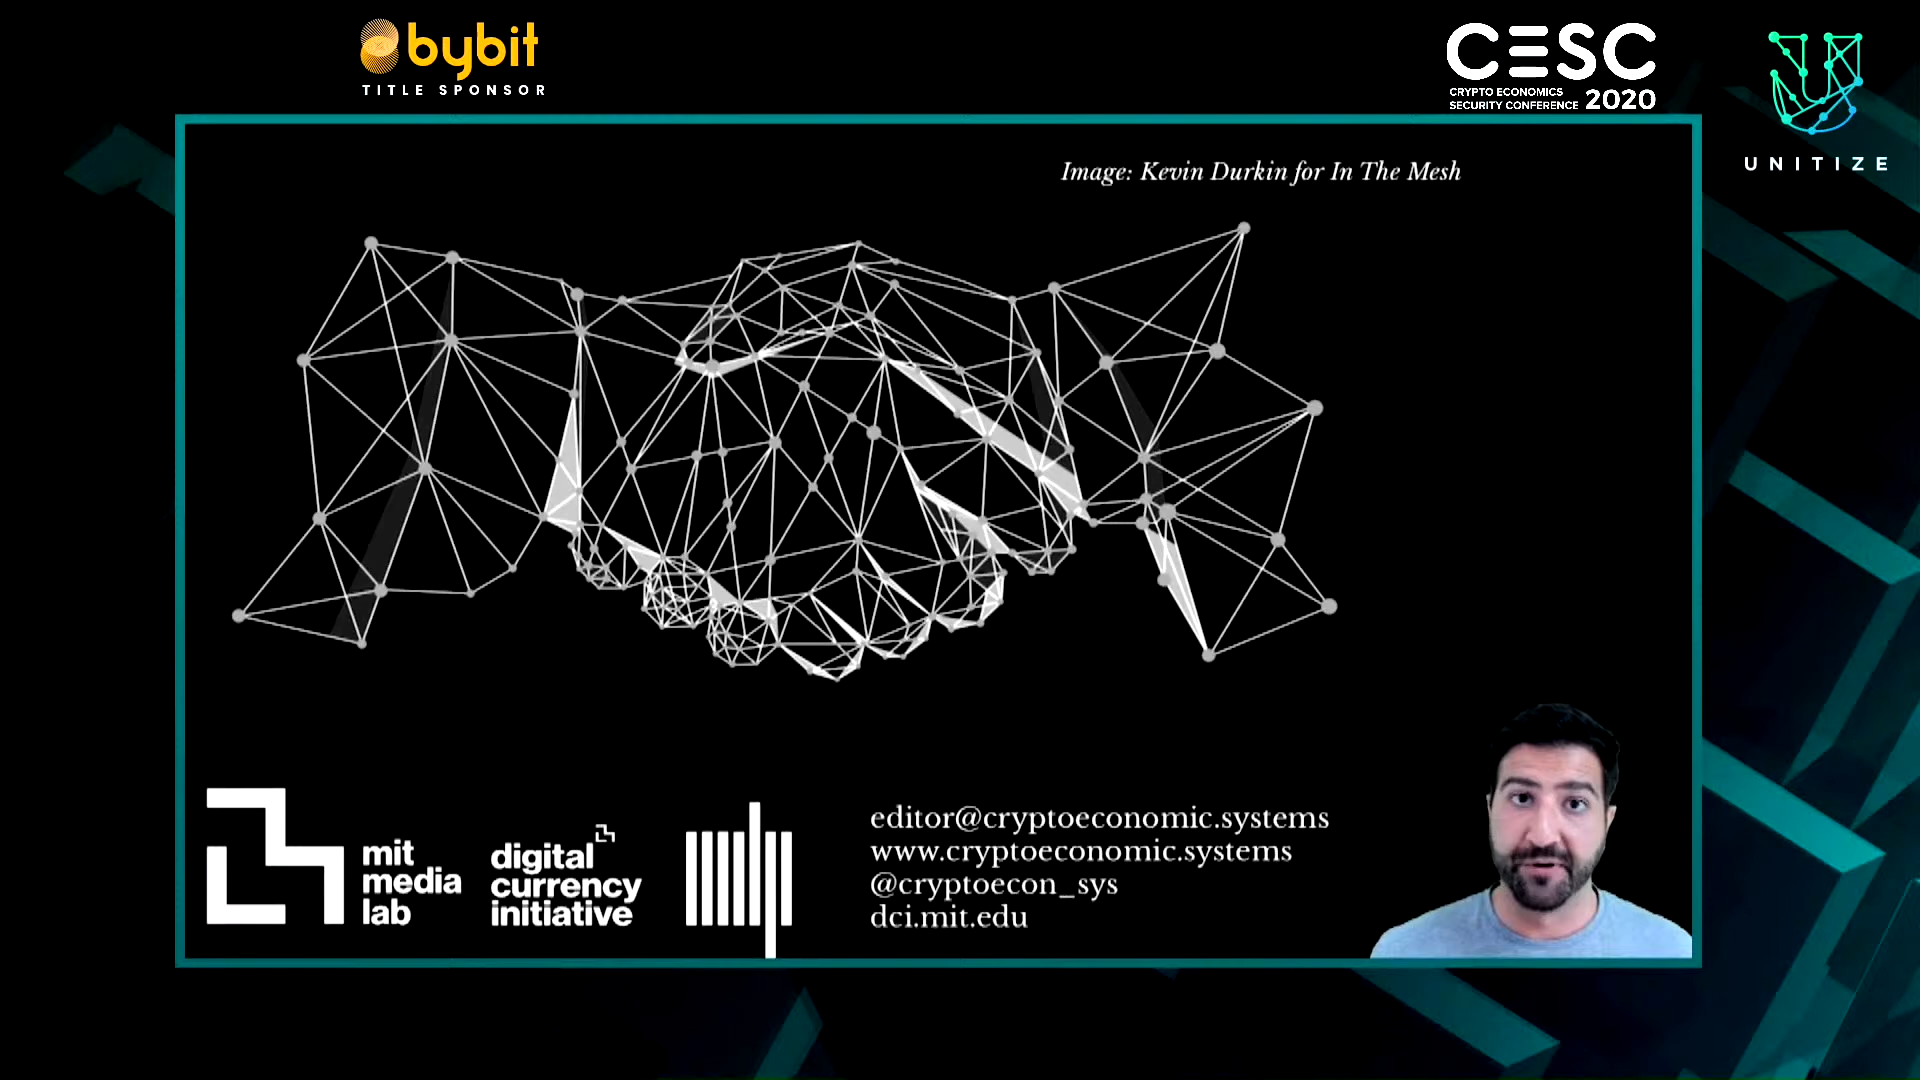 bybit
TITLE SPONSOR
CESC
CRYPTO ECONOMICS
SECURITY CONFERENCE 2020
UNITIZE
Image: Kevin Durkin for In The Mesh
mit
media
lab
digital
currency
initiative
editor@cryptoeconomic.systems
www.cryptoeconomic.systems
@cryptoecon_sys
dci.mit.edu